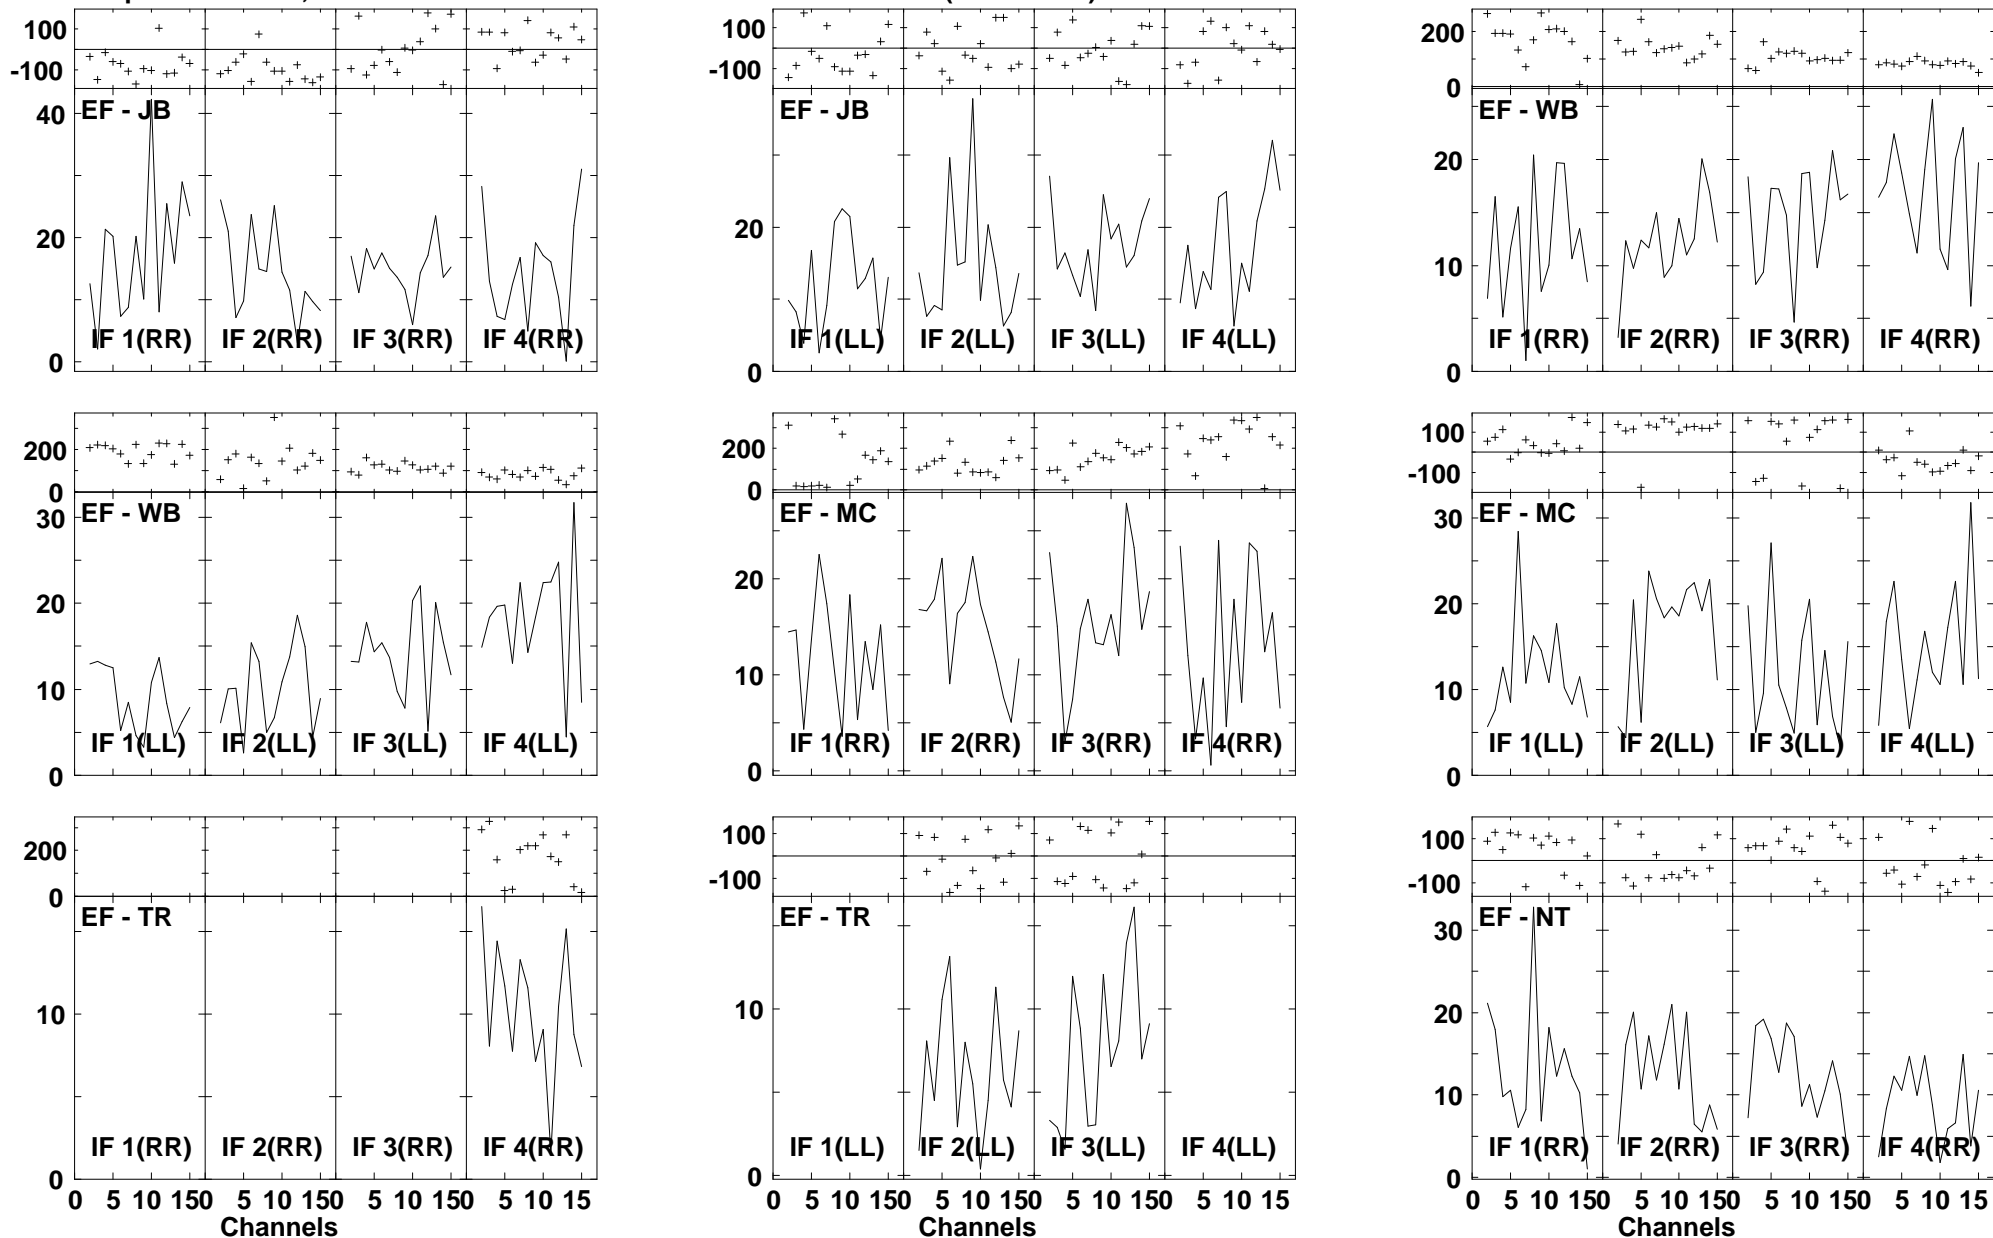 100
-100
EF - JB
40
20
0
IF 1(RR) IF 2(RR) IF 3(RR) IF 4(RR)
100
-100
EF - JB
20
0
IF 1(LL) IF 2(LL) IF 3(LL) IF 4(LL)
200
0
EF - WB
20
10
0
IF 1(RR) IF 2(RR) IF 3(RR) IF 4(RR)
200
0
EF - WB
30
20
10
0
IF 1(LL) IF 2(LL) IF 3(LL) IF 4(LL)
200
0
EF - MC
20
10
0
IF 1(RR) IF 2(RR) IF 3(RR) IF 4(RR)
100
-100
EF - MC
30
20
10
0
IF 1(LL) IF 2(LL) IF 3(LL) IF 4(LL)
200
0
EF - TR
10
0
IF 1(RR) IF 2(RR) IF 3(RR) IF 4(RR)
0 5 10 150 5 10 150 5 10 150 5 10 15
Channels
100
-100
EF - TR
10
0
IF 1(LL) IF 2(LL) IF 3(LL) IF 4(LL)
0 5 10 150 5 10 150 5 10 150 5 10 15
Channels
100
-100
EF - NT
30
20
10
0
IF 1(RR) IF 2(RR) IF 3(RR) IF 4(RR)
0 5 10 150 5 10 150 5 10 150 5 10 15
Channels